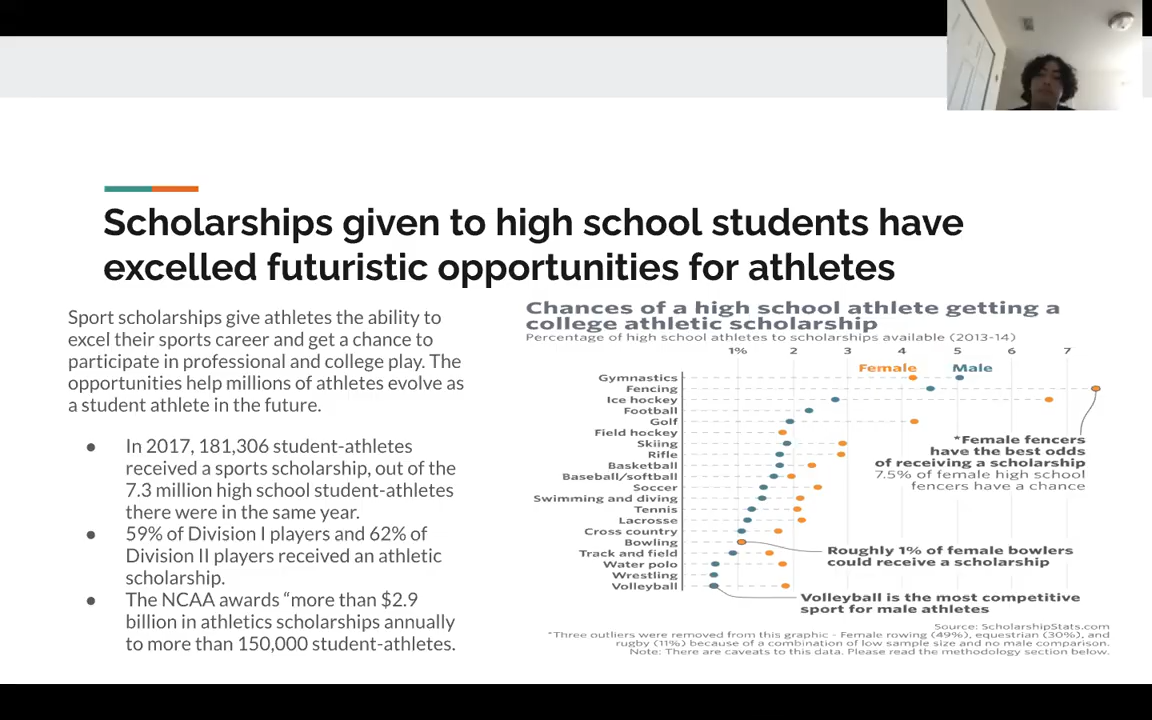 Scholarships given to high school students have
excelled futuristic opportunities for athletes
Sport scholarships give athletes the ability to
excel their sports career and get a chance to
participate in professional and college play. The
opportunities help millions of athletes evolve as
a student athlete in the future.
● In 2017, 181,306 student-athletes
received a sports scholarship, out of the
7.3 million high school student-athletes
there were in the same year.
● 59% of Division I players and 62% of
Division II players received an athletic
scholarship.
● The NCAA awards “more than $2.9
billion in athletics scholarships annually
to more than 150,000 student-athletes.
Chances of a high school athlete getting a
college athletic scholarship
Percentage of high school athletes to scholarships available (2013-14)
1% 2 3 4 5 6 7
Female Male
Gymnastics
Fencing
Ice hockey
Football
Golf
Field hockey
Skiing
Rifle
Basketball
Baseball/softball
Soccer
Swimming and diving
Tennis
Lacrosse
Cross country
Bowling
Track and field
Water polo
Wrestling
Volleyball
*Female fencers
have the best odds
of receiving a scholarship
7.5% of female high school
fencers have a chance
Roughly 1% of female bowlers
could receive a scholarship
Volleyball is the most competitive
sport for male athletes
Source: ScholarshipStats.com
*Three outliers were removed from this graphic - Female rowing (49%), equestrian (30%), and
rugby (11%) because of a combination of low sample size and no male comparison.
Note: There are caveats to this data. Please read the methodology section below.